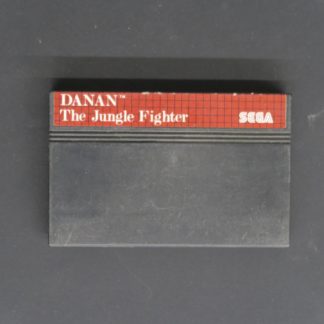 DANAN™
The Jungle Fighter
SEGA